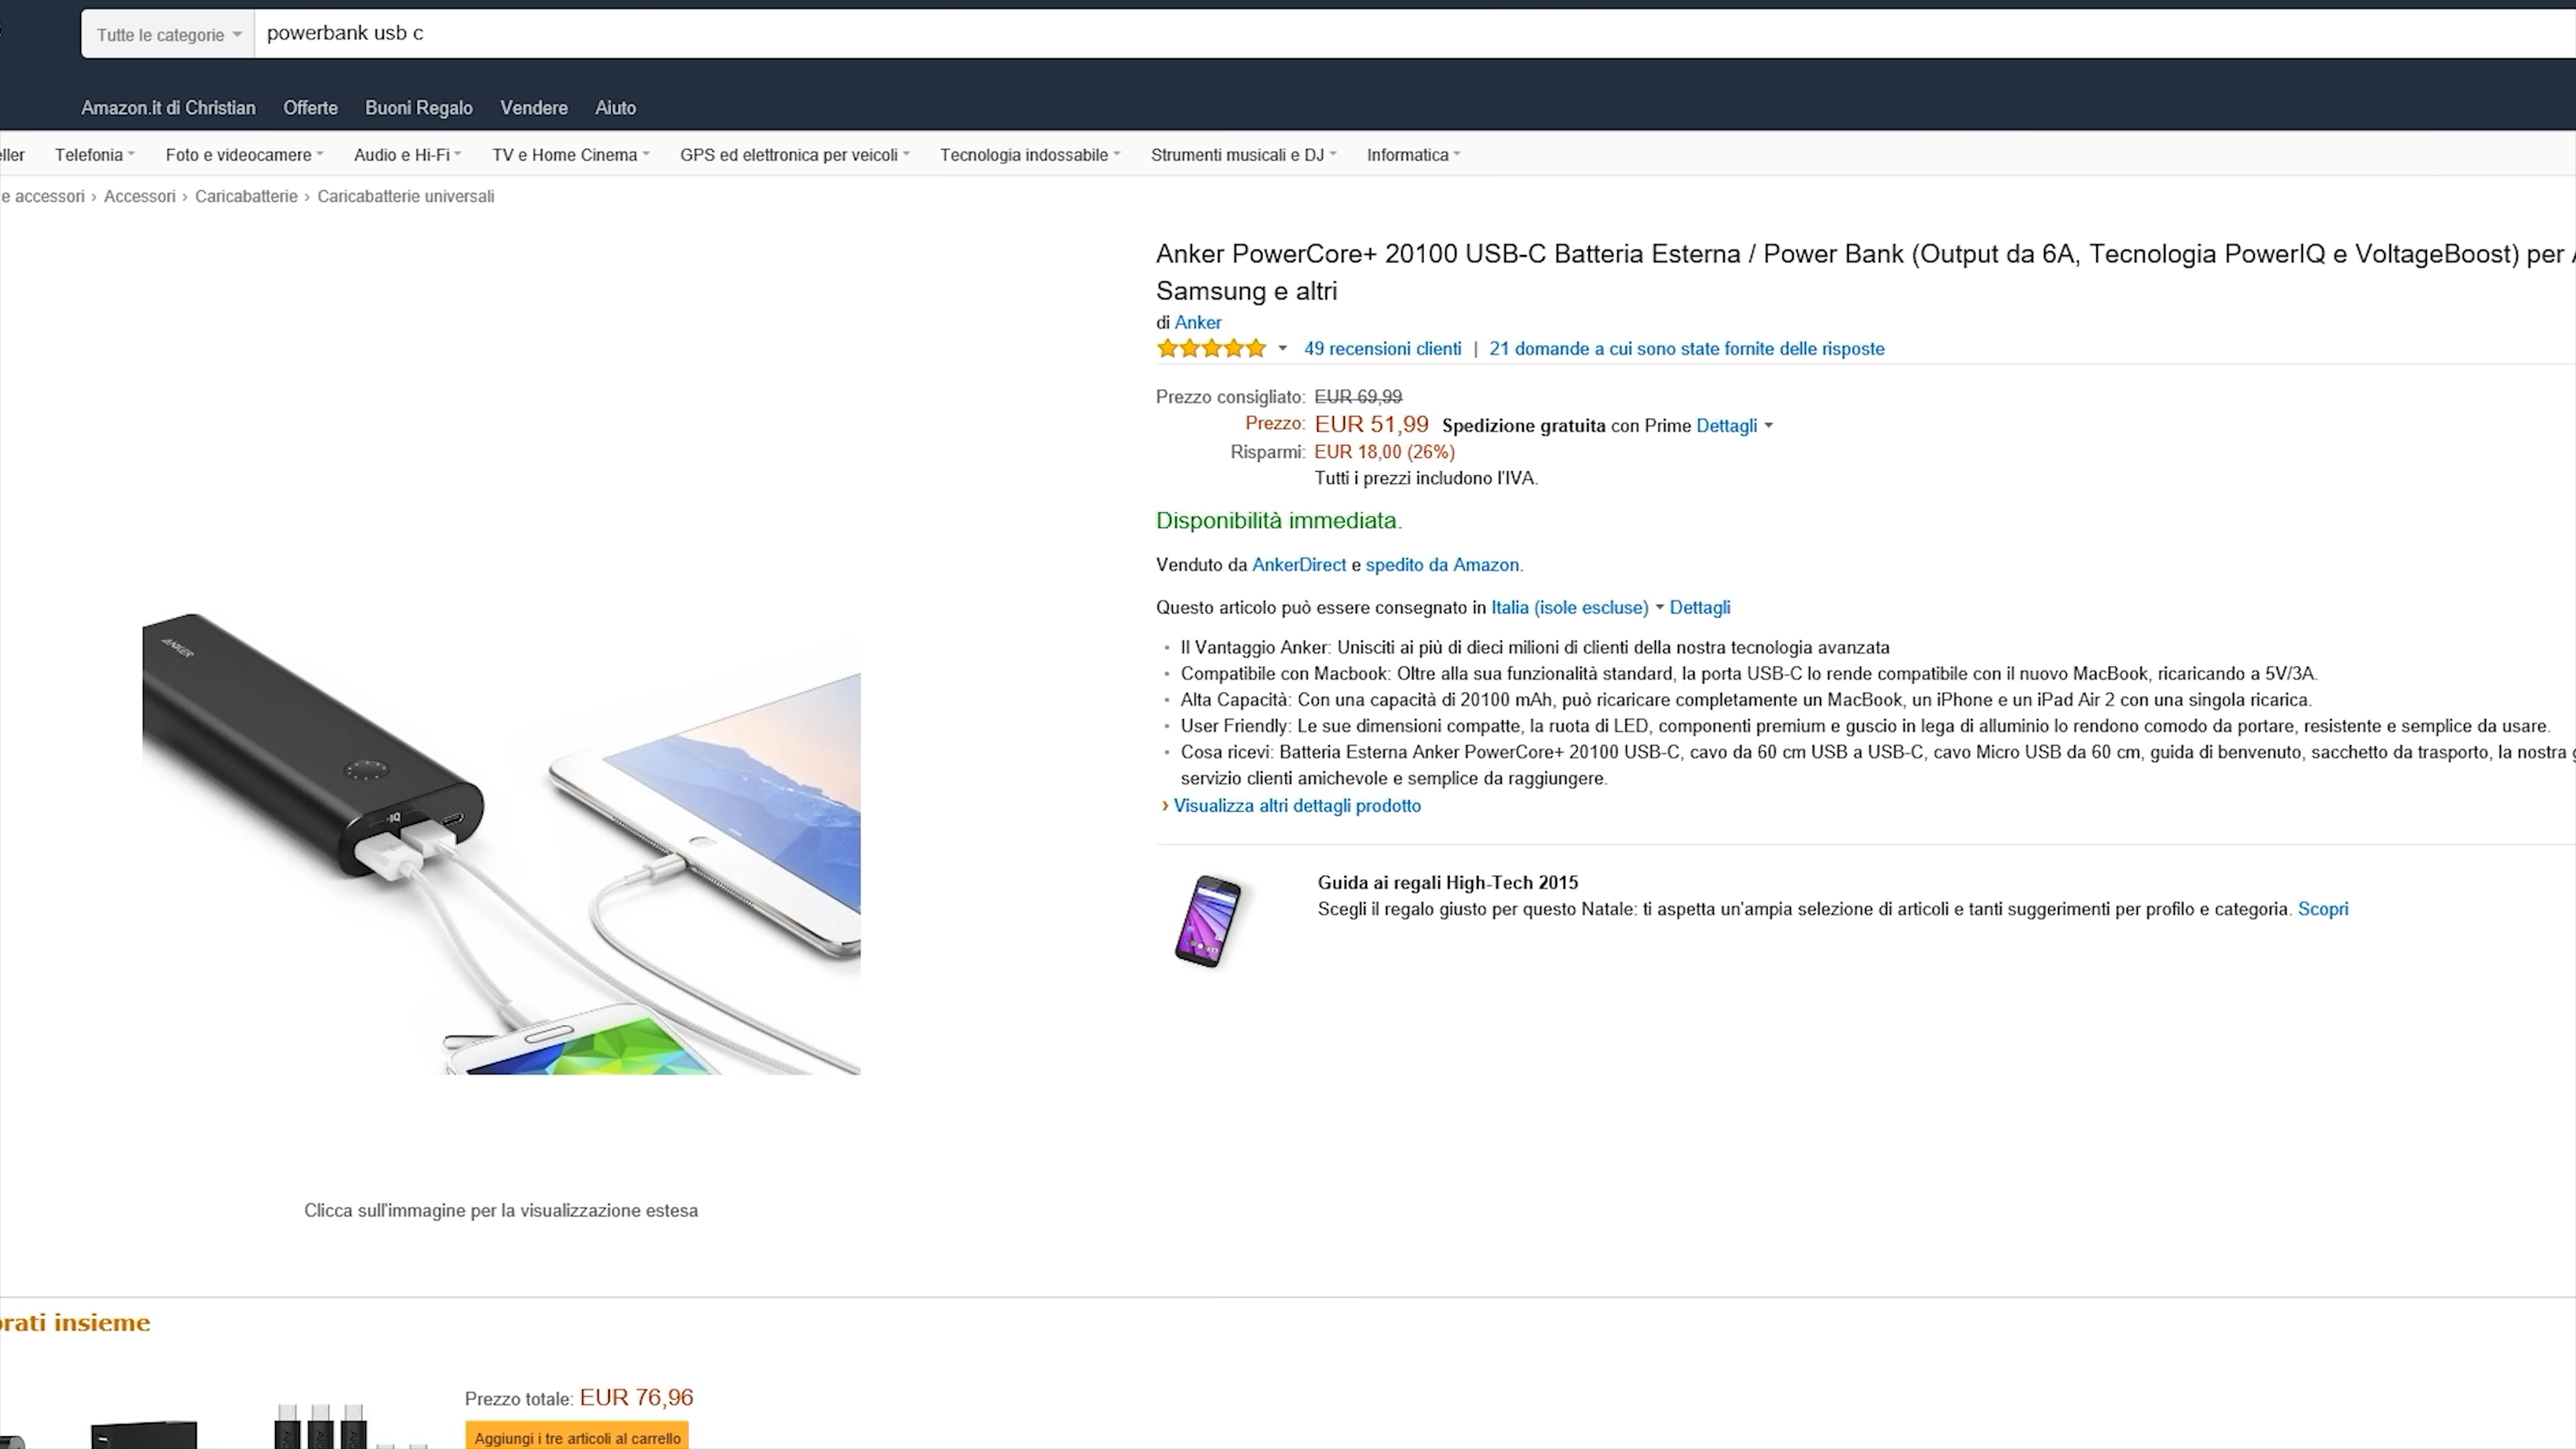 Tutte le categorie
powerbank usb c
Amazon.it di Christian Offerte Buoni Regalo Vendere Aiuto
eller Telefonia Foto e videocamere Audio e Hi-Fi TV e Home Cinema GPS ed elettronica per veicoli Tecnologia indossabile Strumenti musicali e DJ Informatica
e accessori › Accessori › Caricabatterie › Caricabatterie universali
Anker PowerCore+ 20100 USB-C Batteria Esterna / Power Bank (Output da 6A, Tecnologia PowerIQ e VoltageBoost) per
Samsung e altri
di Anker
49 recensioni clienti | 21 domande a cui sono state fornite delle risposte
Prezzo consigliato: EUR 69,99
Prezzo: EUR 51,99 Spedizione gratuita con Prime Dettagli
Risparmi: EUR 18,00 (26%)
Tutti i prezzi includono l'IVA.
Disponibilità immediata.
Venduto da AnkerDirect e spedito da Amazon.
Questo articolo può essere consegnato in Italia (isole escluse) Dettagli
• Il Vantaggio Anker: Unisciti ai più di dieci milioni di clienti della nostra tecnologia avanzata
• Compatibile con Macbook: Oltre alla sua funzionalità standard, la porta USB-C lo rende compatibile con il nuovo MacBook, ricaricando a 5V/3A.
• Alta Capacità: Con una capacità di 20100 mAh, può ricaricare completamente un MacBook, un iPhone e un iPad Air 2 con una singola ricarica.
• User Friendly: Le sue dimensioni compatte, la ruota di LED, componenti premium e guscio in lega di alluminio lo rendono comodo da portare, resistente e semplice da usare.
• Cosa ricevi: Batteria Esterna Anker PowerCore+ 20100 USB-C, cavo da 60 cm USB a USB-C, cavo Micro USB da 60 cm, guida di benvenuto, sacchetto da trasporto, la nostra
servizio clienti amichevole e semplice da raggiungere.
› Visualizza altri dettagli prodotto
Guida ai regali High-Tech 2015
Scegli il regalo giusto per questo Natale: ti aspetta un'ampia selezione di articoli e tanti suggerimenti per profilo e categoria. Scopri
ANKER
IQ
Clicca sull'immagine per la visualizzazione estesa
prati insieme
Prezzo totale: EUR 76,96
Aggiungi i tre articoli al carrello